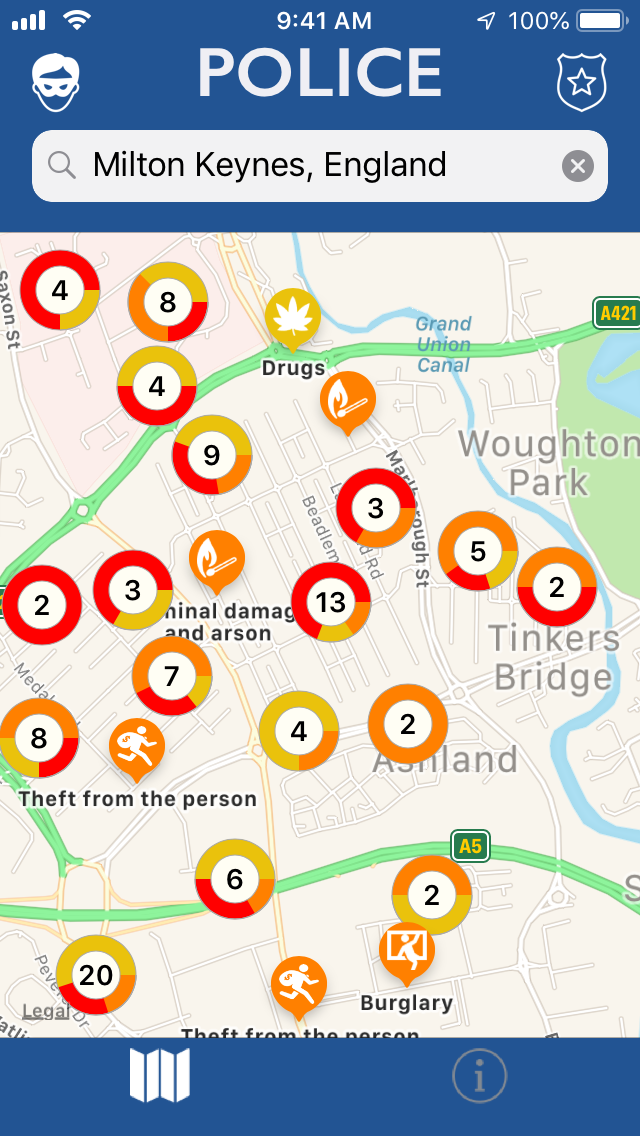 9:41 AM
100%
POLICE
Milton Keynes, England
Saxon St
4
8
A421
Grand
Union
Canal
Drugs
4
9
Woughton
Park
Marlborough St
3
Beadlem
Rd
5
2
3
2
13
minal damag
and arson
Tinkers
Bridge
7
8
4
2
Ashland
Theft from the person
A5
6
2
20
Burglary
Legal
Theft from the person